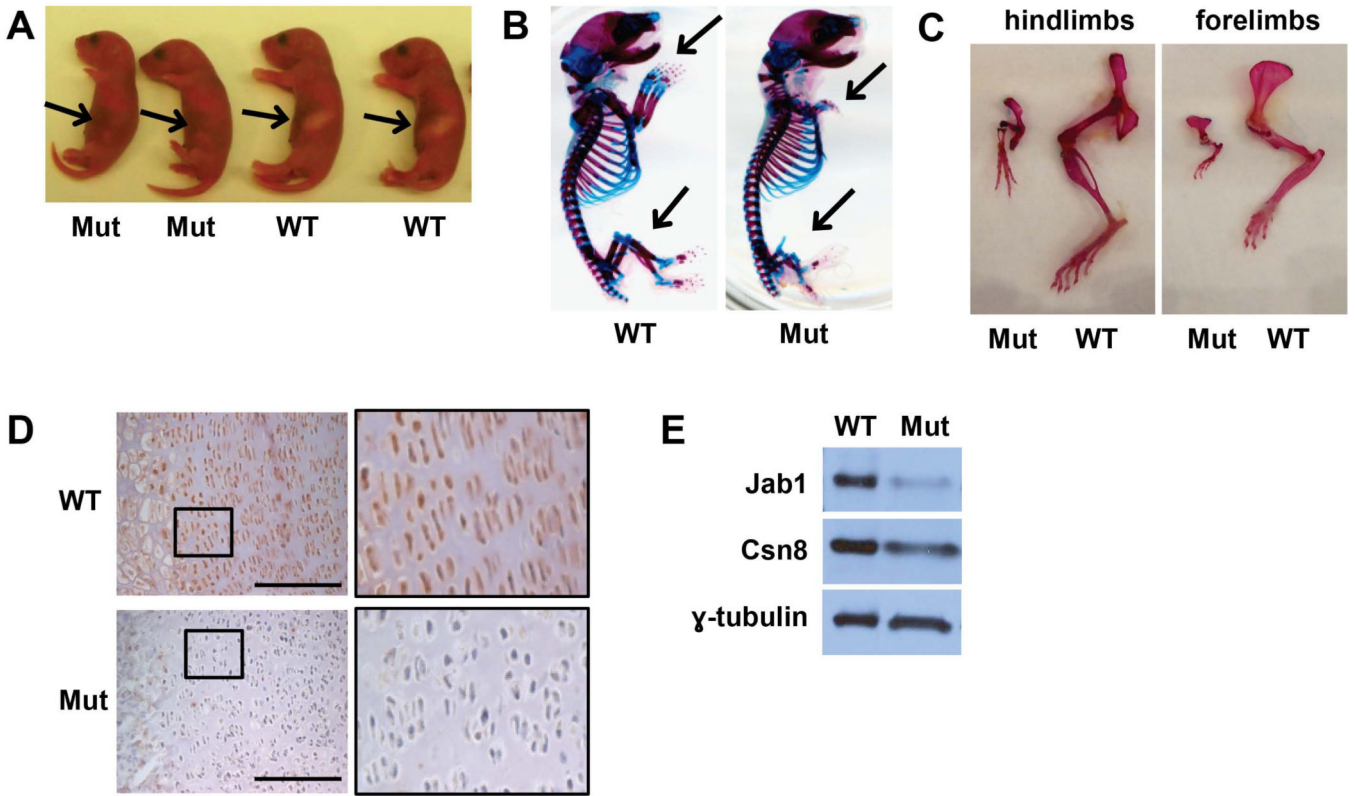 A
Mut
Mut
WT
WT
B
WT
Mut
C
hindlimbs
forelimbs
Mut
WT
Mut
WT
D
WT
Mut
E
WT
Mut
Jab1
Csn8
ɣ-tubulin